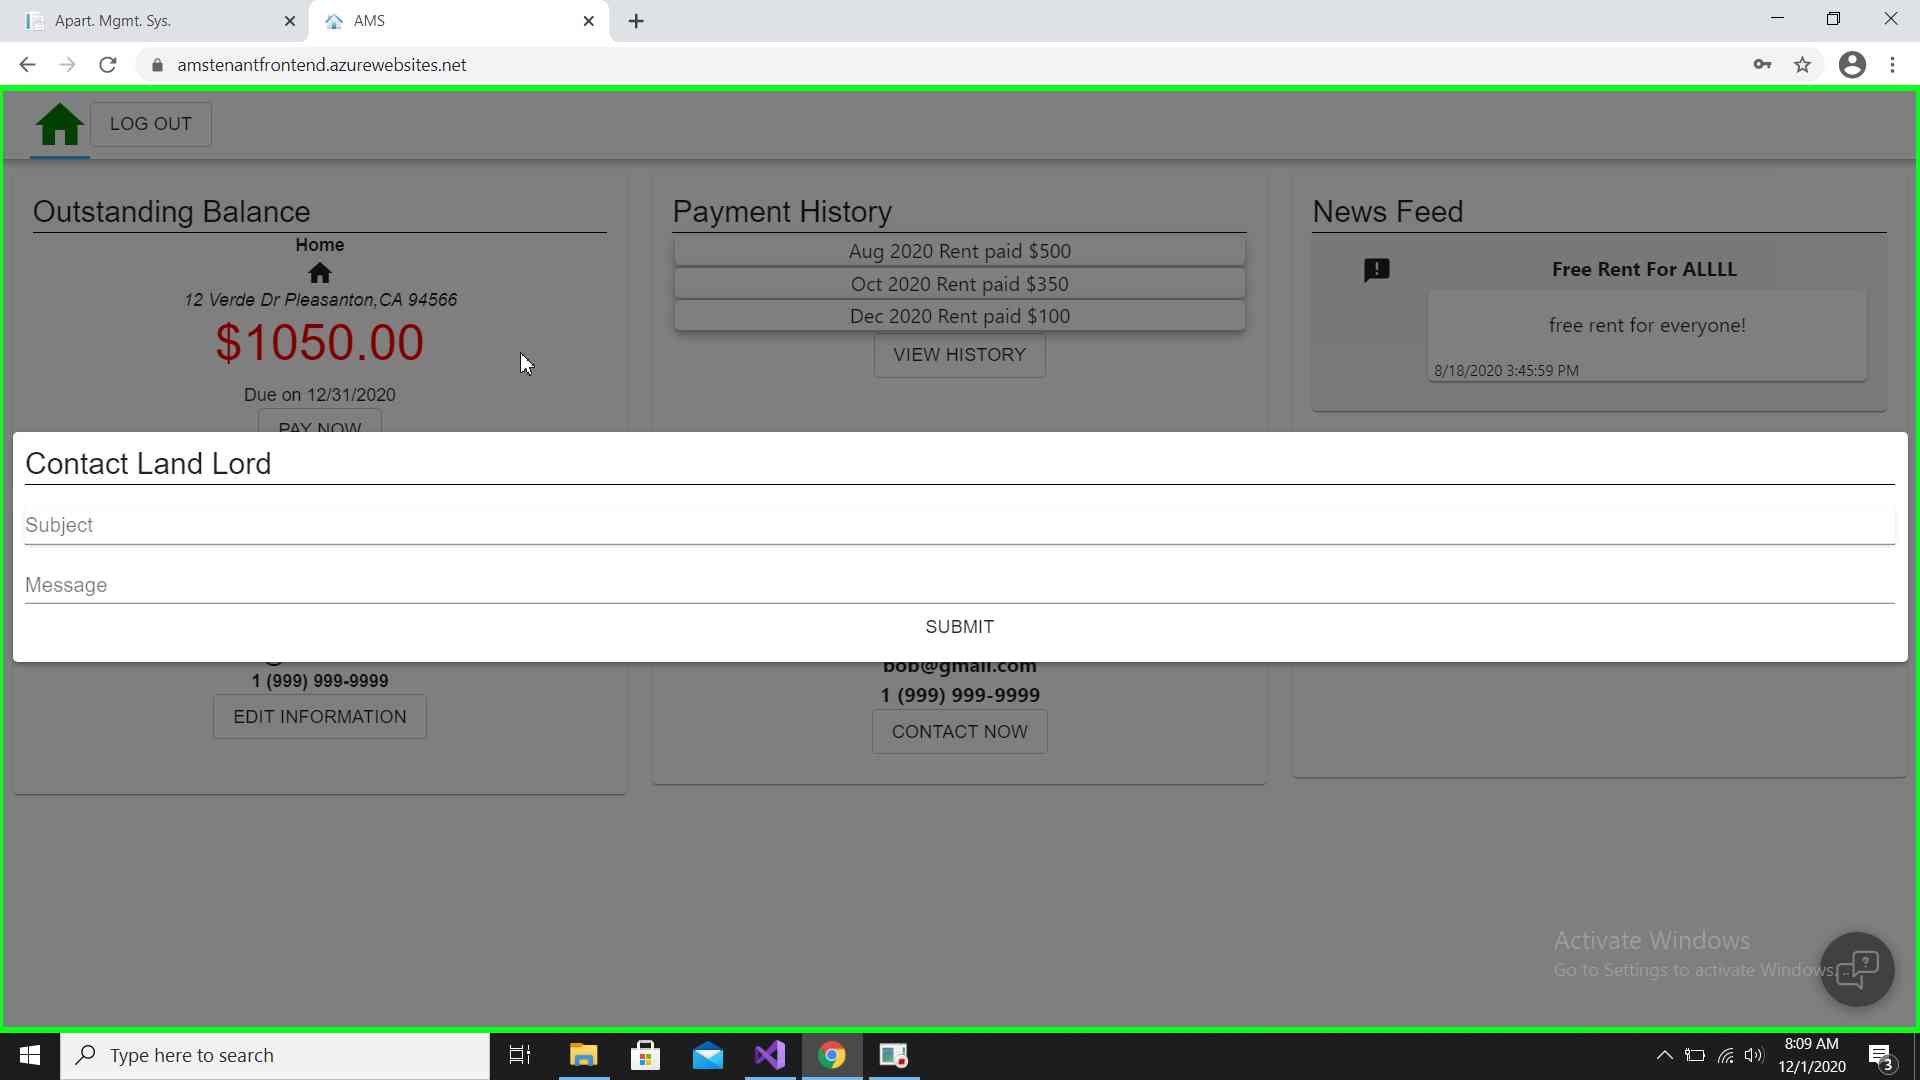 Apart. Mgmt. Sys.
AMS
amstenantfrontend.azurewebsites.net
LOG OUT
Outstanding Balance
Home
12 Verde Dr Pleasanton,CA 94566
$1050.00
Due on 12/31/2020
PAY NOW
Payment History
Aug 2020 Rent paid $500
Oct 2020 Rent paid $350
Dec 2020 Rent paid $100
VIEW HISTORY
News Feed
Free Rent For ALLLL
free rent for everyone!
8/18/2020 3:45:59 PM
Contact Land Lord
Subject
Message
SUBMIT
1 (999) 999-9999
EDIT INFORMATION
bob@gmail.com
1 (999) 999-9999
CONTACT NOW
Activate Windows
Go to Settings to activate Windows.
Type here to search
8:09 AM
12/1/2020
3